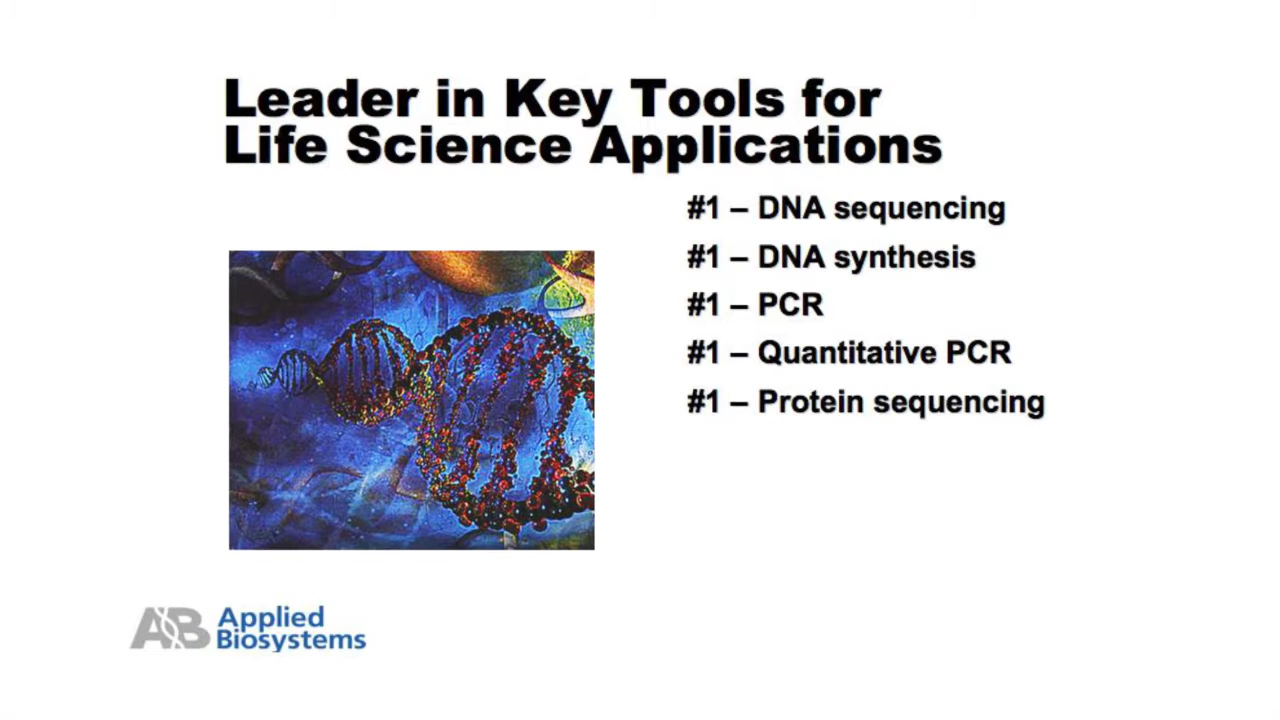 Leader in Key Tools for
Life Science Applications
#1 – DNA sequencing
#1 – DNA synthesis
#1 – PCR
#1 – Quantitative PCR
#1 – Protein sequencing
AB Applied
Biosystems